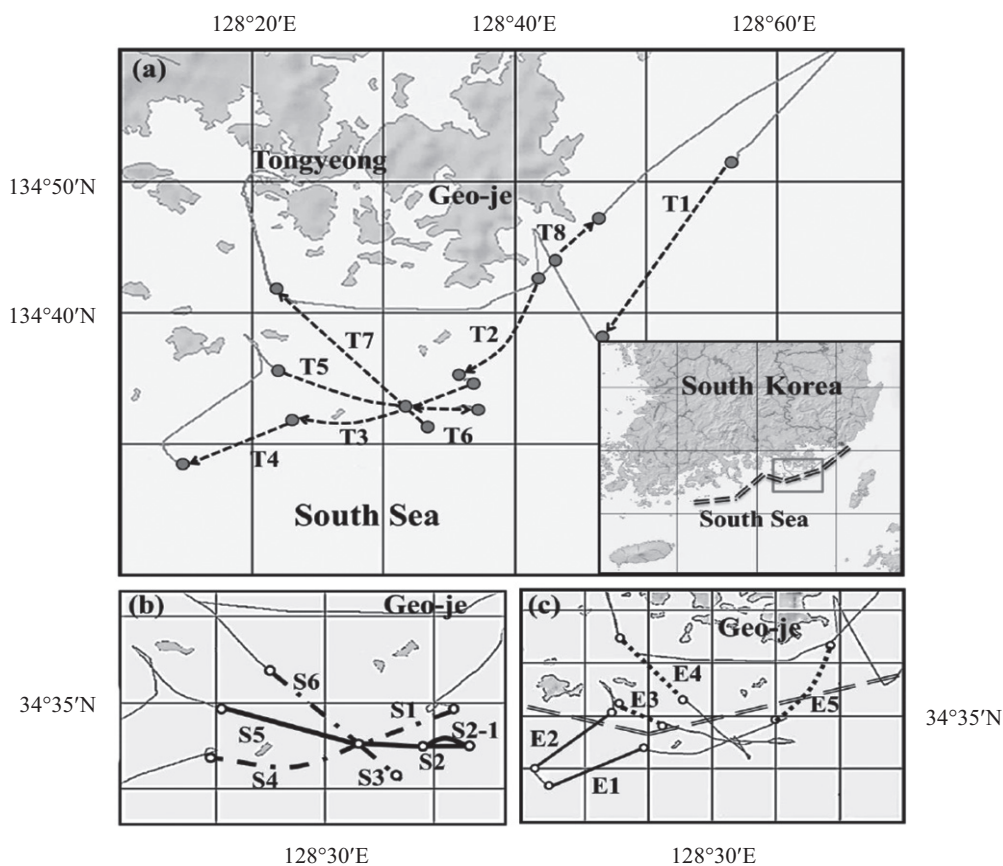 128°20′E 128°40′E 128°60′E
(a)
Tongyeong
134°50′N
Geo-je
T1
T8
134°40′N
T2
T7
T5
South Korea
T3 T6
T4
South Sea
South Sea
(b) Geo-je
S6
34°35′N
S1
S2-1
S5
S2
S4 S3
128°30′E
(c)
Geo-je
E4
E3
E5
34°35′N
E2
E1
128°30′E